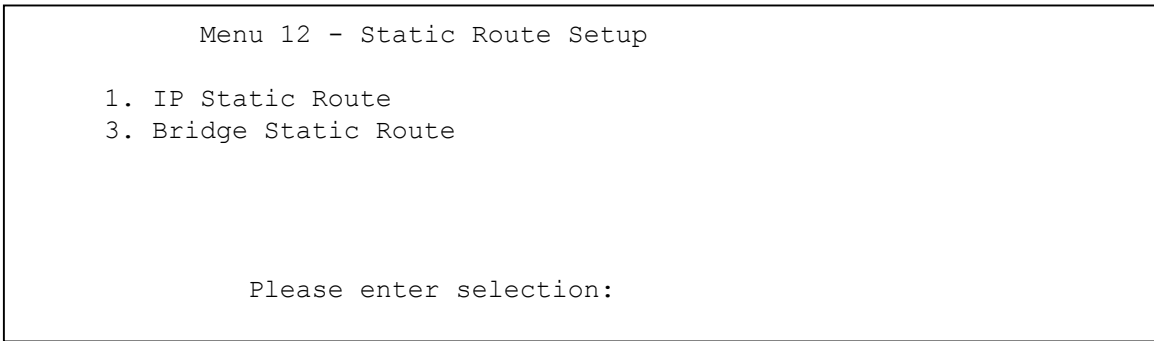 Menu 12 - Static Route Setup
1. IP Static Route
3. Bridge Static Route
Please enter selection: